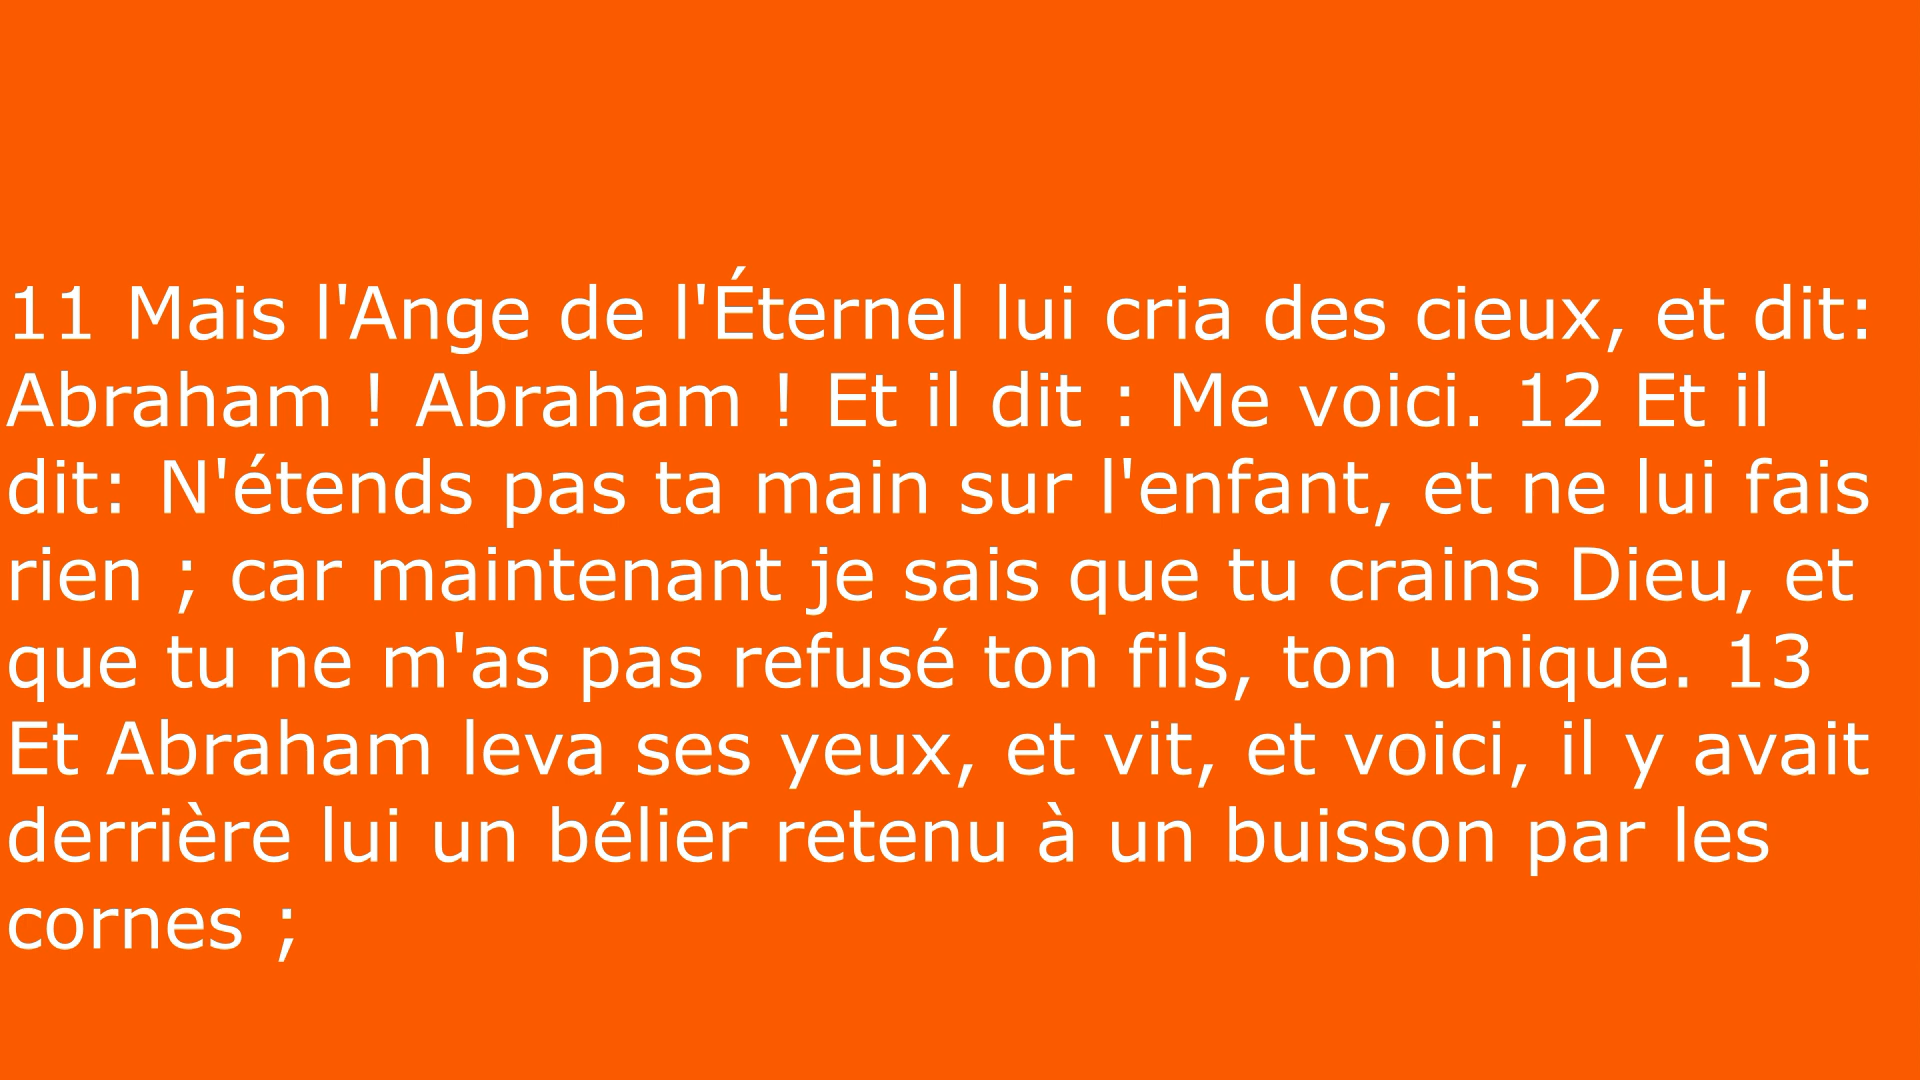 11 Mais l'Ange de l'Éternel lui cria des cieux, et dit:
Abraham ! Abraham ! Et il dit : Me voici. 12 Et il
dit: N'étends pas ta main sur l'enfant, et ne lui fais
rien ; car maintenant je sais que tu crains Dieu, et
que tu ne m'as pas refusé ton fils, ton unique. 13
Et Abraham leva ses yeux, et vit, et voici, il y avait
derrière lui un bélier retenu à un buisson par les
cornes ;